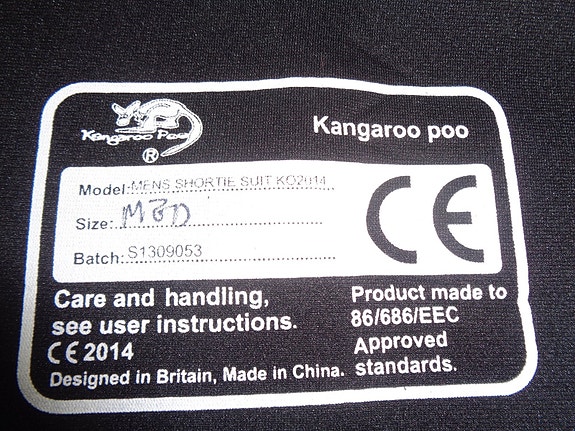 Kangaroo Poo
®
Kangaroo poo
Model: MENS SHORTIE SUIT KO2014
Size: MED
Batch: S1309053
CE
Care and handling,
see user instructions.
CE 2014
Designed in Britain, Made in China.
Product made to
86/686/EEC
Approved
standards.